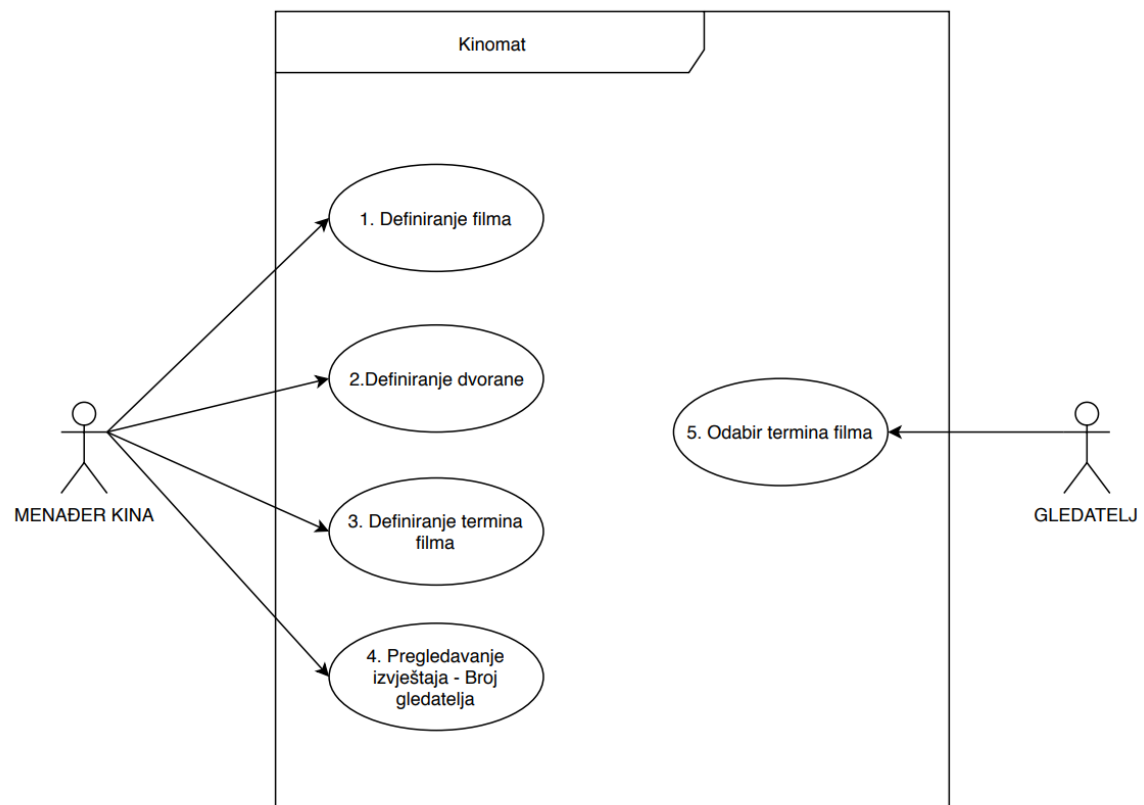 Kinomat
1. Definiranje filma
2.Definiranje dvorane
5. Odabir termina filma
MENAĐER KINA
3. Definiranje termina
filma
GLEDATELJ
4. Pregledavanje
izvještaja - Broj
gledatelja